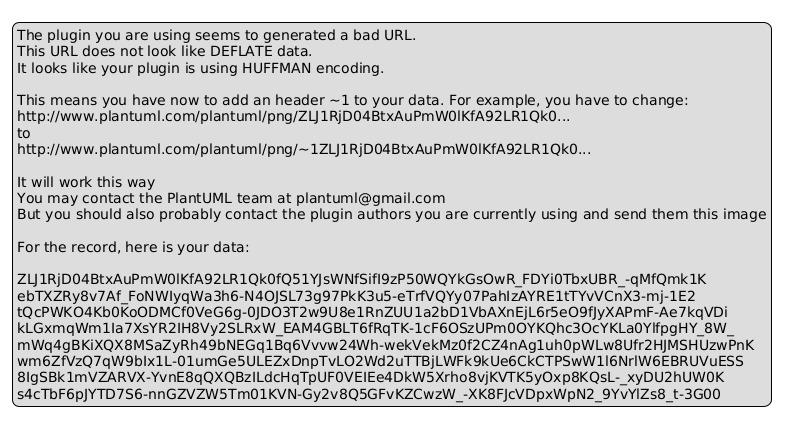 The plugin you are using seems to generated a bad URL.
This URL does not look like DEFLATE data.
It looks like your plugin is using HUFFMAN encoding.
This means you have now to add an header ~1 to your data. For example, you have to change:
http://www.plantuml.com/plantuml/png/ZLJ1RjD04BtxAuPmW0lKfA92LR1Qk0...
to
http://www.plantuml.com/plantuml/png/~1ZLJ1RjD04BtxAuPmW0lKfA92LR1Qk0...
It will work this way
You may contact the PlantUML team at plantuml@gmail.com
But you should also probably contact the plugin authors you are currently using and send them this image
For the record, here is your data:
ZLJ1RjD04BtxAuPmW0lKfA92LR1Qk0fQ51YJsWNfSifI9zP50WQYkGsOwR_FDYi0TbxUBR_-qMfQmk1K
ebTXZRy8v7Af_FoNWIyqWa3h6-N4OJSL73g97PkK3u5-eTrfVQYy07PahIzAYRE1tTYvVCnX3-mj-1E2
tQcPWKO4Kb0KoODMCf0VeG6g-0JDO3T2w9U8e1RnZUU1a2bD1VbAXnEjL6r5eO9fJyXAPmF-Ae7kqVDi
kLGxmqWm1Ia7XsYR2IH8Vy2SLRxW_EAM4GBLT6fRqTK-1cF6OSzUPm0OYKQhc3OcYKLa0YlfpgHY_8W_
mWq4gBKiXQX8MSaZyRh49bNEGq1Bq6Vvvw24Wh-wekVekMz0f2CZ4nAg1uh0pWLw8Ufr2HJMSHUzwPnK
wm6ZfVzQ7qW9bIx1L-01umGe5ULEZxDnpTvLO2Wd2uTTBjLWFk9kUe6CkCTPSwW1l6NrlW6EBRUVuESS
8IgSBk1mVZARVX-YvnE8qQXQBzILdcHqTpUF0VEIEe4DkW5Xrho8vjKVTK5yOxp8KQsL-_xyDU2hUW0K
s4cTbF6pJYTD7S6-nnGZVZW5Tm01KVN-Gy2v8Q5GFvKZCwzW_-XK8FJcVDpxWpN2_9YvYlZs8_t-3G00